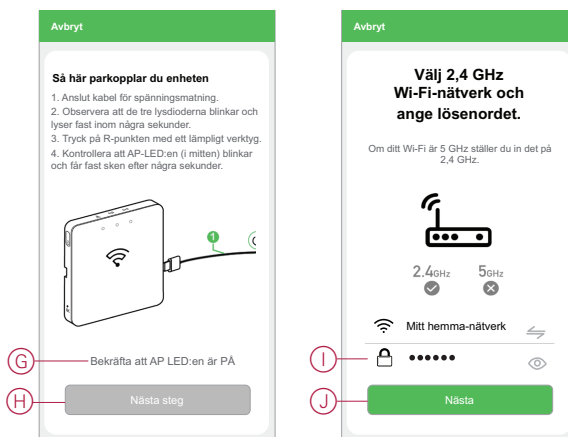 Avbryt
Så här parkopplar du enheten
1. Anslut kabel för spänningsmatning.
2. Observera att de tre lysdioderna blinkar och
lyser fast inom några sekunder.
3. Tryck på R-punkten med ett lämpligt verktyg.
4. Kontrollera att AP-LED:en (i mitten) blinkar
och får fast sken efter några sekunder.
1
G
Bekräfta att AP LED:en är PÅ
H
Nästa steg
Avbryt
Välj 2,4 GHz
Wi-Fi-nätverk och
ange lösenordet.
Om ditt Wi-Fi är 5 GHz ställer du in det på
2,4 GHz.
2.4GHz
5GHz
Mitt hemma-nätverk
I
••••••
J
Nästa